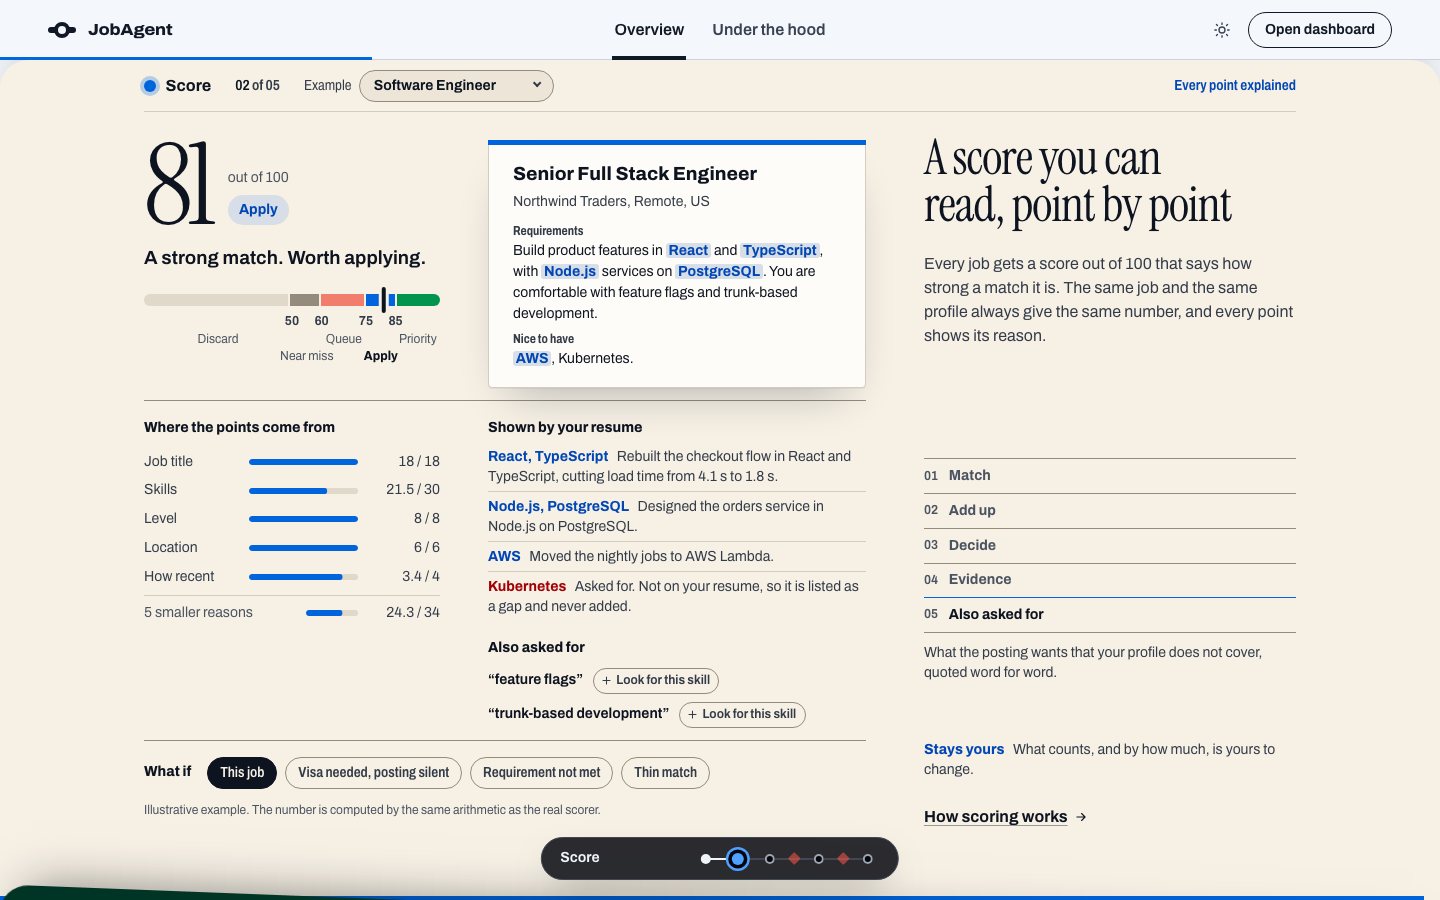 JobAgent
Overview
Under the hood
Open dashboard
Score
02 of 05
Example
Software Engineer
Every point explained
81
out of 100
Apply
A strong match. Worth applying.
50 60 75 85
Discard
Queue
Priority
Near miss
Apply
Senior Full Stack Engineer
Northwind Traders, Remote, US
Requirements
Build product features in React and TypeScript,
with Node.js services on PostgreSQL. You are
comfortable with feature flags and trunk-based
development.
Nice to have
AWS, Kubernetes.
A score you can
read, point by point
Every job gets a score out of 100 that says how
strong a match it is. The same job and the same
profile always give the same number, and every point
shows its reason.
Where the points come from
Job title 18 / 18
Skills 21.5 / 30
Level 8 / 8
Location 6 / 6
How recent 3.4 / 4
5 smaller reasons 24.3 / 34
Shown by your resume
React, TypeScript Rebuilt the checkout flow in React and
TypeScript, cutting load time from 4.1 s to 1.8 s.
Node.js, PostgreSQL Designed the orders service in
Node.js on PostgreSQL.
AWS Moved the nightly jobs to AWS Lambda.
Kubernetes Asked for. Not on your resume, so it is listed as
a gap and never added.
Also asked for
“feature flags” + Look for this skill
“trunk-based development” + Look for this skill
01 Match
02 Add up
03 Decide
04 Evidence
05 Also asked for
What the posting wants that your profile does not cover,
quoted word for word.
Stays yours What counts, and by how much, is yours to
change.
How scoring works →
What if
This job
Visa needed, posting silent
Requirement not met
Thin match
Illustrative example. The number is computed by the same arithmetic as the real scorer.
Score